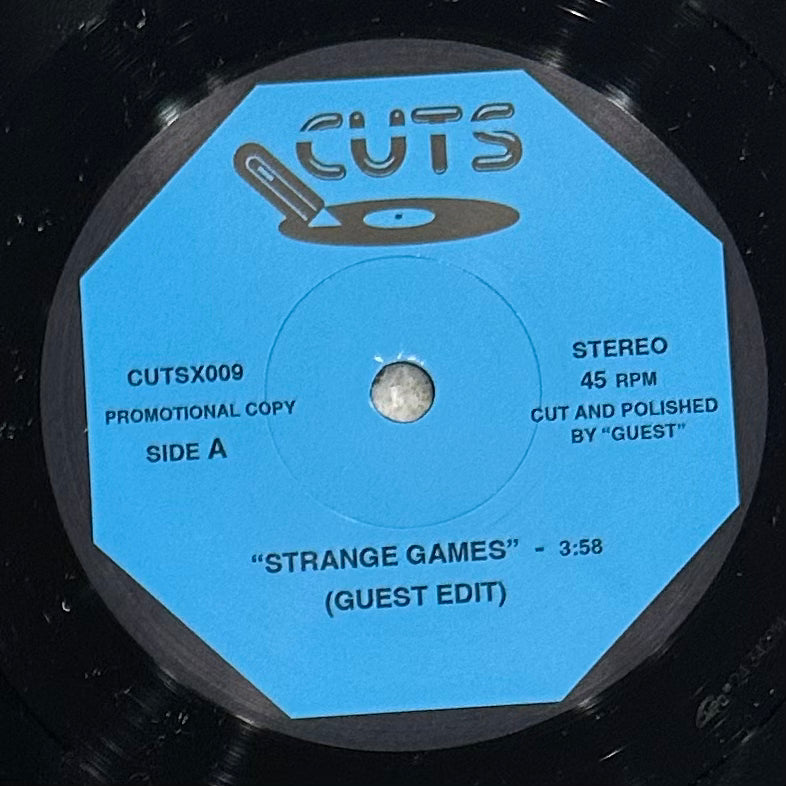 CUTS
CUTSX009
PROMOTIONAL COPY
SIDE A
STEREO
45 RPM
CUT AND POLISHED
BY "GUEST"
“STRANGE GAMES” - 3:58
(GUEST EDIT)